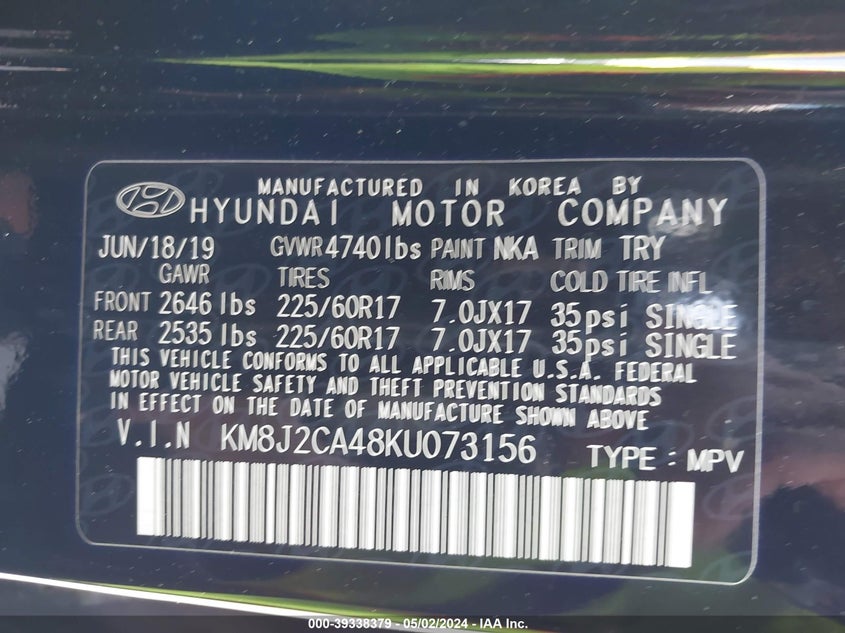 MANUFACTURED IN KOREA BY
HYUNDAI MOTOR COMPANY
JUN/18/19 GVWR 4740lbs PAINT NKA TRIM TRY
GAWR TIRES RIMS COLD TIRE INFL
FRONT 2646 lbs 225/60R17 7.0JX17 35psi SINGLE
REAR 2535 lbs 225/60R17 7.0JX17 35psi SINGLE
THIS VEHICLE CONFORMS TO ALL APPLICABLE U.S.A. FEDERAL
MOTOR VEHICLE SAFETY AND THEFT PREVENTION STANDARDS
IN EFFECT ON THE DATE OF MANUFACTURE SHOWN ABOVE
V.I.N KM8J2CA48KU073156 TYPE : MPV
000-39338379 - 05/02/2024 - IAA Inc.